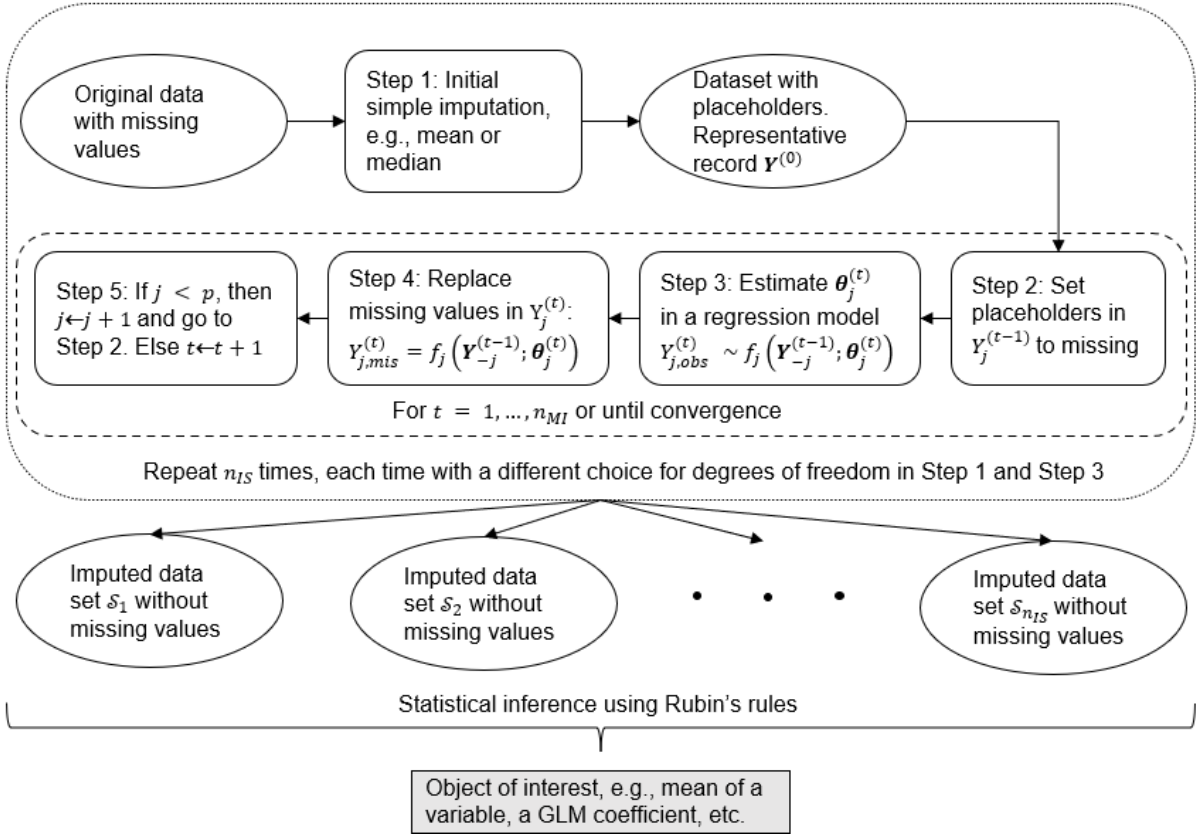 Original data
with missing
values
Step 1: Initial
simple imputation,
e.g., mean or
median
Dataset with
placeholders.
Representative
record 𝒀⁽⁰⁾
Step 2: Set
placeholders in
Y_j^(t−1) to missing
Step 3: Estimate 𝜽_j^(t)
in a regression model
Y_{j,obs}^(t) ~ f_j(𝒀_{−j}^(t−1); 𝜽_j^(t))
Step 4: Replace
missing values in Y_j^(t):
Y_{j,mis}^(t) = f_j(𝒀_{−j}^(t−1); 𝜽_j^(t))
Step 5: If j < p, then
j←j + 1 and go to
Step 2. Else t←t + 1
For t = 1, ..., n_MI or until convergence
Repeat n_IS times, each time with a different choice for degrees of freedom in Step 1 and Step 3
Imputed data
set 𝒮_1 without
missing values
Imputed data
set 𝒮_2 without
missing values
• • •
Imputed data
set 𝒮_{n_IS} without
missing values
Statistical inference using Rubin's rules
Object of interest, e.g., mean of a
variable, a GLM coefficient, etc.